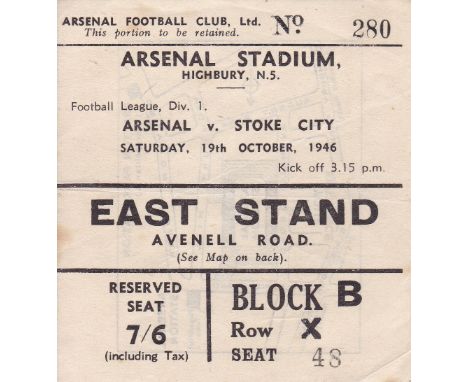 ARSENAL FOOTBALL CLUB, Ltd. No 280
This portion to be retained.
ARSENAL STADIUM,
HIGHBURY, N.5.
Football League, Div. 1.
ARSENAL v. STOKE CITY
SATURDAY, 19th OCTOBER, 1946
Kick off 3.15 p.m.
EAST STAND
AVENELL ROAD.
(See Map on back).
RESERVED
SEAT
7/6
(including Tax)
BLOCK B
Row X
SEAT 48